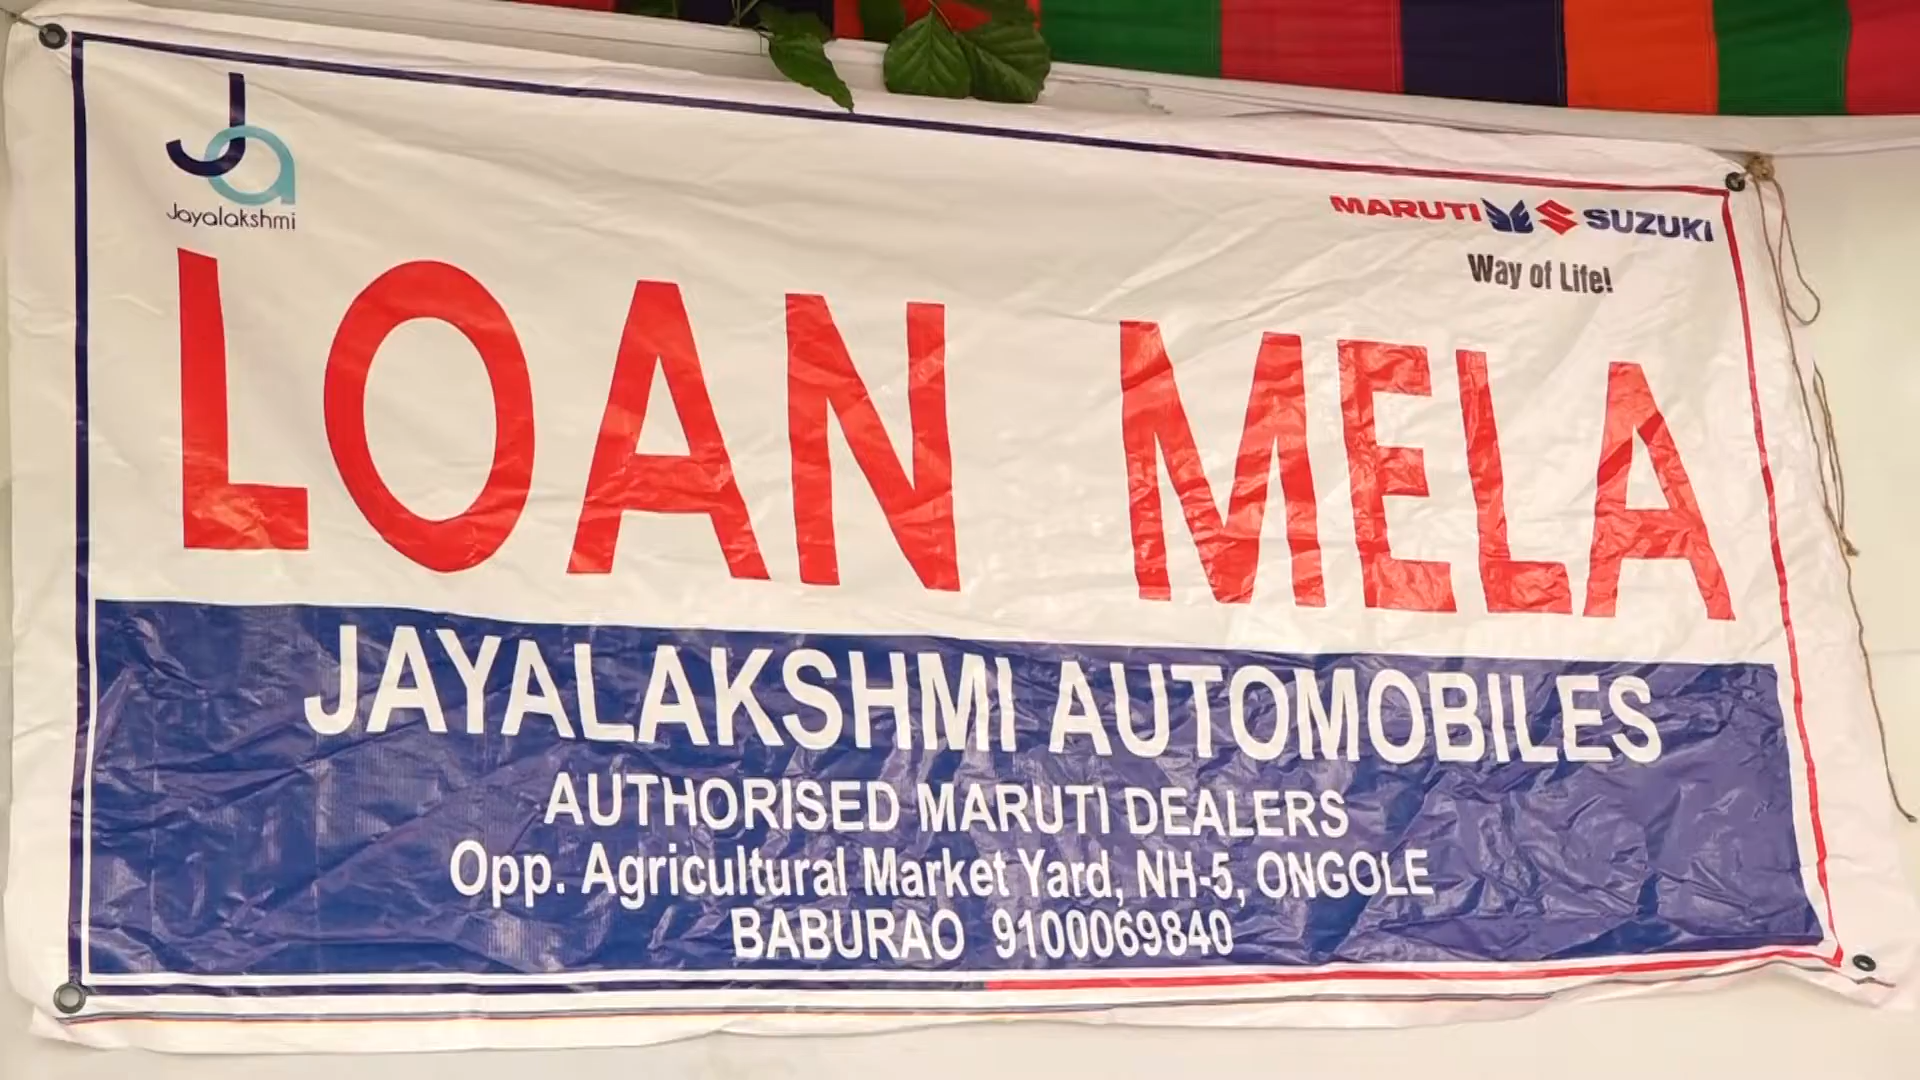 Jayalakshmi
MARUTI SUZUKI
Way of Life!
LOAN MELA
JAYALAKSHMI AUTOMOBILES
AUTHORISED MARUTI DEALERS
Opp. Agricultural Market Yard, NH-5, ONGOLE
BABURAO 9100069840